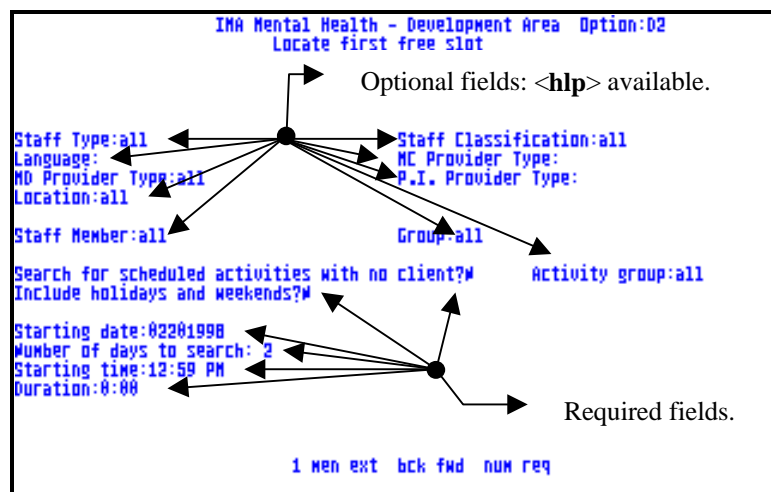 IMA Mental Health - Development Area Option:D2
Locate first free slot
Optional fields: <hlp> available.
Staff Type:all Staff Classification:all
Language: MC Provider Type:
MD Provider Type:all P.I. Provider Type:
Location:all
Staff Member:all Group:all
Search for scheduled activities with no client?N Activity group:all
Include holidays and weekends?N
Starting date:02201998
Number of days to search: 2
Starting time:12:59 PM
Duration:0:00
Required fields.
1 men ext bck fwd num req